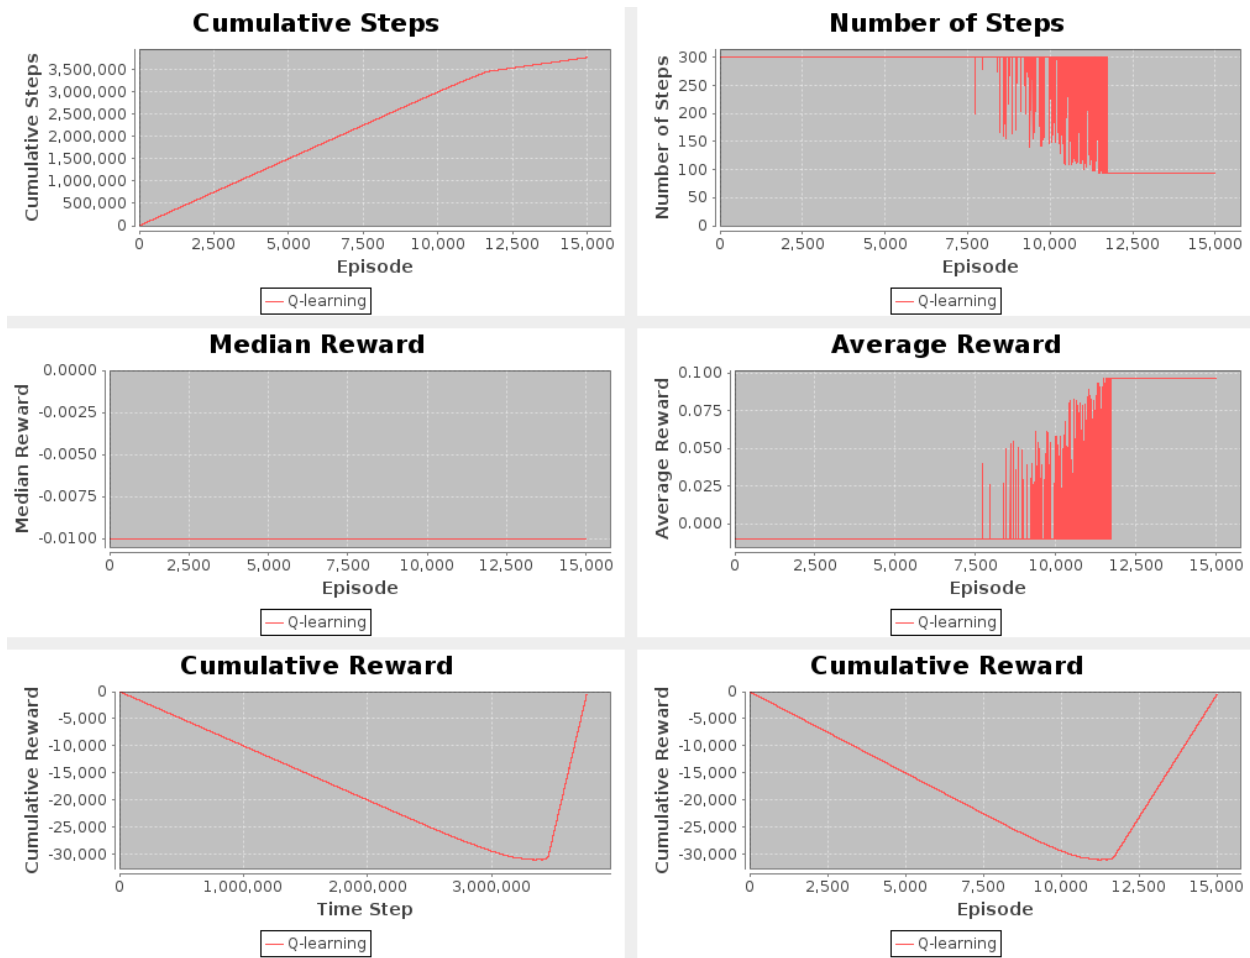 Cumulative Steps
Cumulative Steps
3,500,000
3,000,000
2,500,000
2,000,000
1,500,000
1,000,000
500,000
0
0 2,500 5,000 7,500 10,000 12,500 15,000
Episode
Q-learning
Number of Steps
Number of Steps
300
250
200
150
100
50
0
0 2,500 5,000 7,500 10,000 12,500 15,000
Episode
Q-learning
Median Reward
Median Reward
0.0000
-0.0025
-0.0050
-0.0075
-0.0100
0 2,500 5,000 7,500 10,000 12,500 15,000
Episode
Q-learning
Average Reward
Average Reward
0.100
0.075
0.050
0.025
0.000
0 2,500 5,000 7,500 10,000 12,500 15,000
Episode
Q-learning
Cumulative Reward
Cumulative Reward
0
-5,000
-10,000
-15,000
-20,000
-25,000
-30,000
0 1,000,000 2,000,000 3,000,000
Time Step
Q-learning
Cumulative Reward
Cumulative Reward
0
-5,000
-10,000
-15,000
-20,000
-25,000
-30,000
0 2,500 5,000 7,500 10,000 12,500 15,000
Episode
Q-learning